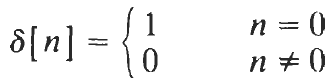 δ[n] = { 1 n = 0
0 n ≠ 0